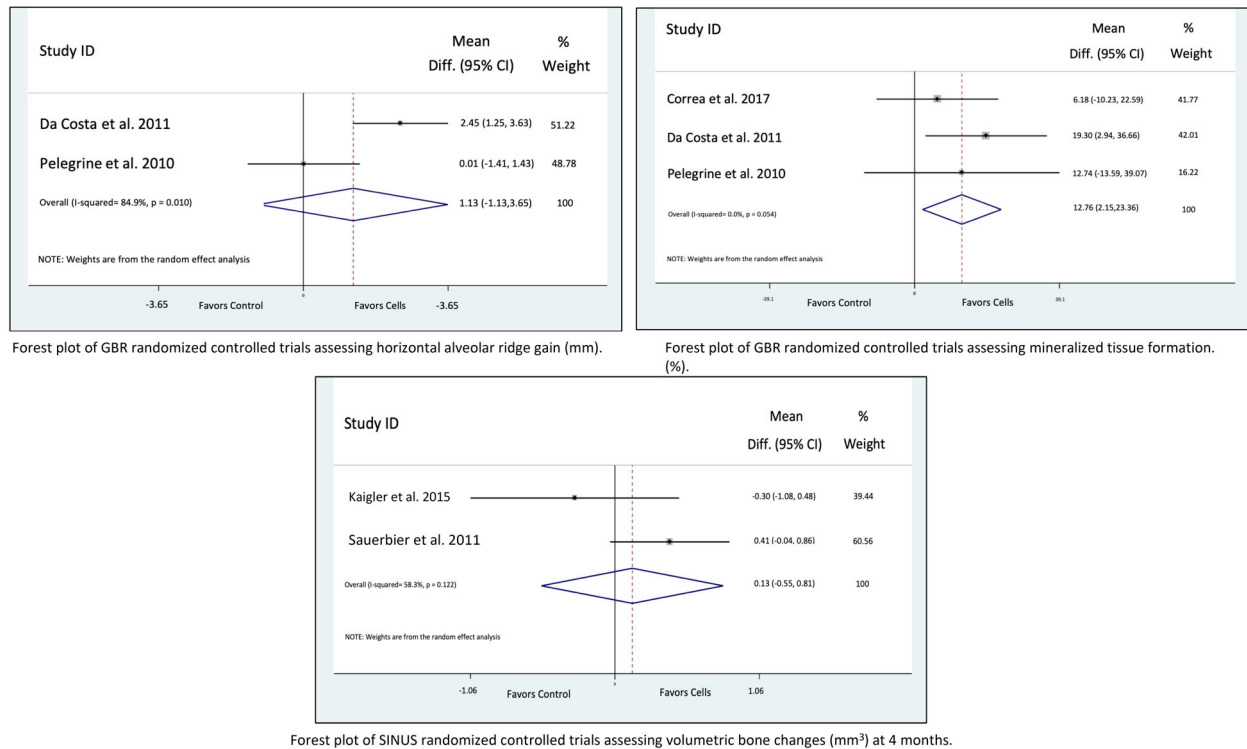 Study ID
Mean
Diff. (95% CI)
%
Weight
Da Costa et al. 2011 2.45 (1.25, 3.63) 51.22
Pelegrine et al. 2010 0.01 (-1.41, 1.43) 48.78
Overall (I-squared= 84.9%, p = 0.010) 1.13 (-1.13,3.65) 100
NOTE: Weights are from the random effect analysis
0
-3.65 Favors Control Favors Cells -3.65
Forest plot of GBR randomized controlled trials assessing horizontal alveolar ridge gain (mm).
Study ID
Mean
Diff. (95% CI)
%
Weight
Correa et al. 2017 6.18 (-10.23, 22.59) 41.77
Da Costa et al. 2011 19.30 (2.94, 36.66) 42.01
Pelegrine et al. 2010 12.74 (-13.59, 39.07) 16.22
Overall (I-squared= 0.0%, p = 0.054) 12.76 (2.15,23.36) 100
NOTE: Weights are from the random effect analysis
0
-39.1 Favors Control Favors Cells 39.1
Forest plot of GBR randomized controlled trials assessing mineralized tissue formation.
(%).
Study ID
Mean
Diff. (95% CI)
%
Weight
Kaigler et al. 2015 -0.30 (-1.08, 0.48) 39.44
Sauerbier et al. 2011 0.41 (-0.04, 0.86) 60.56
Overall (I-squared= 58.3%, p = 0.122) 0.13 (-0.55, 0.81) 100
NOTE: Weights are from the random effect analysis
0
-1.06 Favors Control Favors Cells 1.06
Forest plot of SINUS randomized controlled trials assessing volumetric bone changes (mm³) at 4 months.